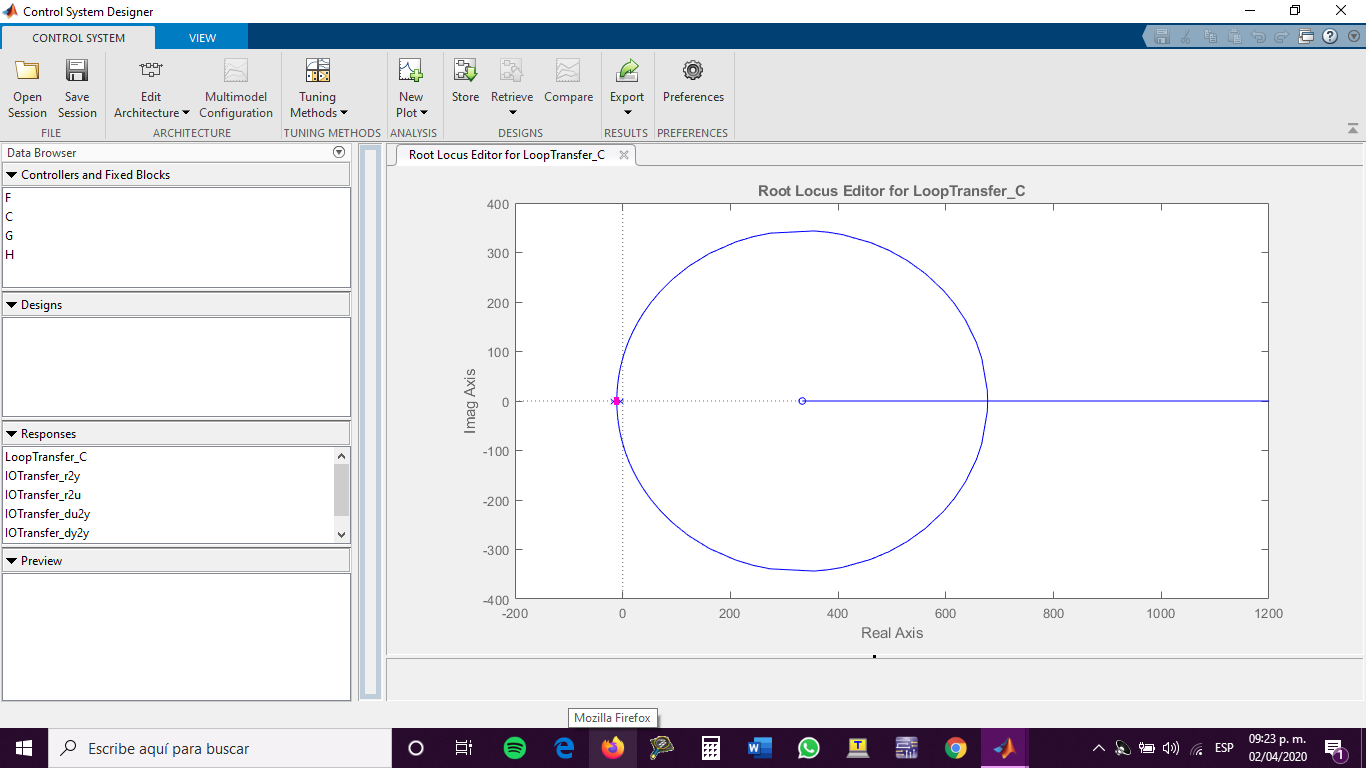 Control System Designer
CONTROL SYSTEM
VIEW
Open Session
Save Session
Edit Architecture
Multimodel Configuration
Tuning Methods
New Plot
Store
Retrieve
Compare
Export
Preferences
FILE
ARCHITECTURE
TUNING METHODS
ANALYSIS
DESIGNS
RESULTS
PREFERENCES
Data Browser
Controllers and Fixed Blocks
F
C
G
H
Designs
Responses
LoopTransfer_C
IOTransfer_r2y
IOTransfer_r2u
IOTransfer_du2y
IOTransfer_dy2y
Preview
Root Locus Editor for LoopTransfer_C
Root Locus Editor for LoopTransfer_C
400
300
200
100
0
-100
-200
-300
-400
Imag Axis
-200
0
200
400
600
800
1000
1200
Real Axis
Mozilla Firefox
Escribe aquí para buscar
ESP
09:23 p. m.
02/04/2020
1